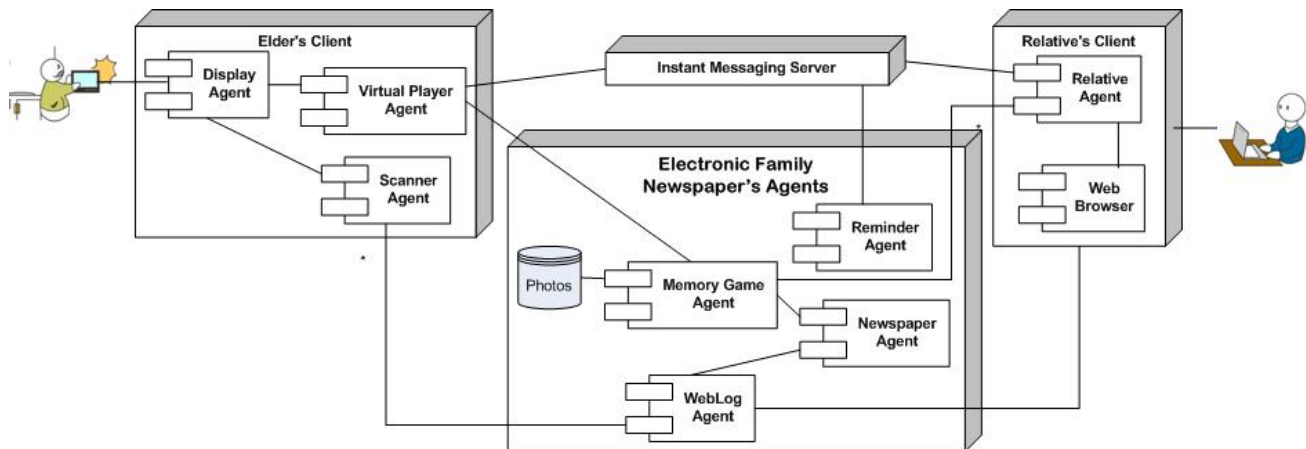 Elder's Client
Display
Agent
Virtual Player
Agent
Scanner
Agent
*
Instant Messaging Server
Relative's Client
Relative
Agent
Web
Browser
*
Electronic Family
Newspaper's Agents
Reminder
Agent
Photos
Memory Game
Agent
Newspaper
Agent
WebLog
Agent